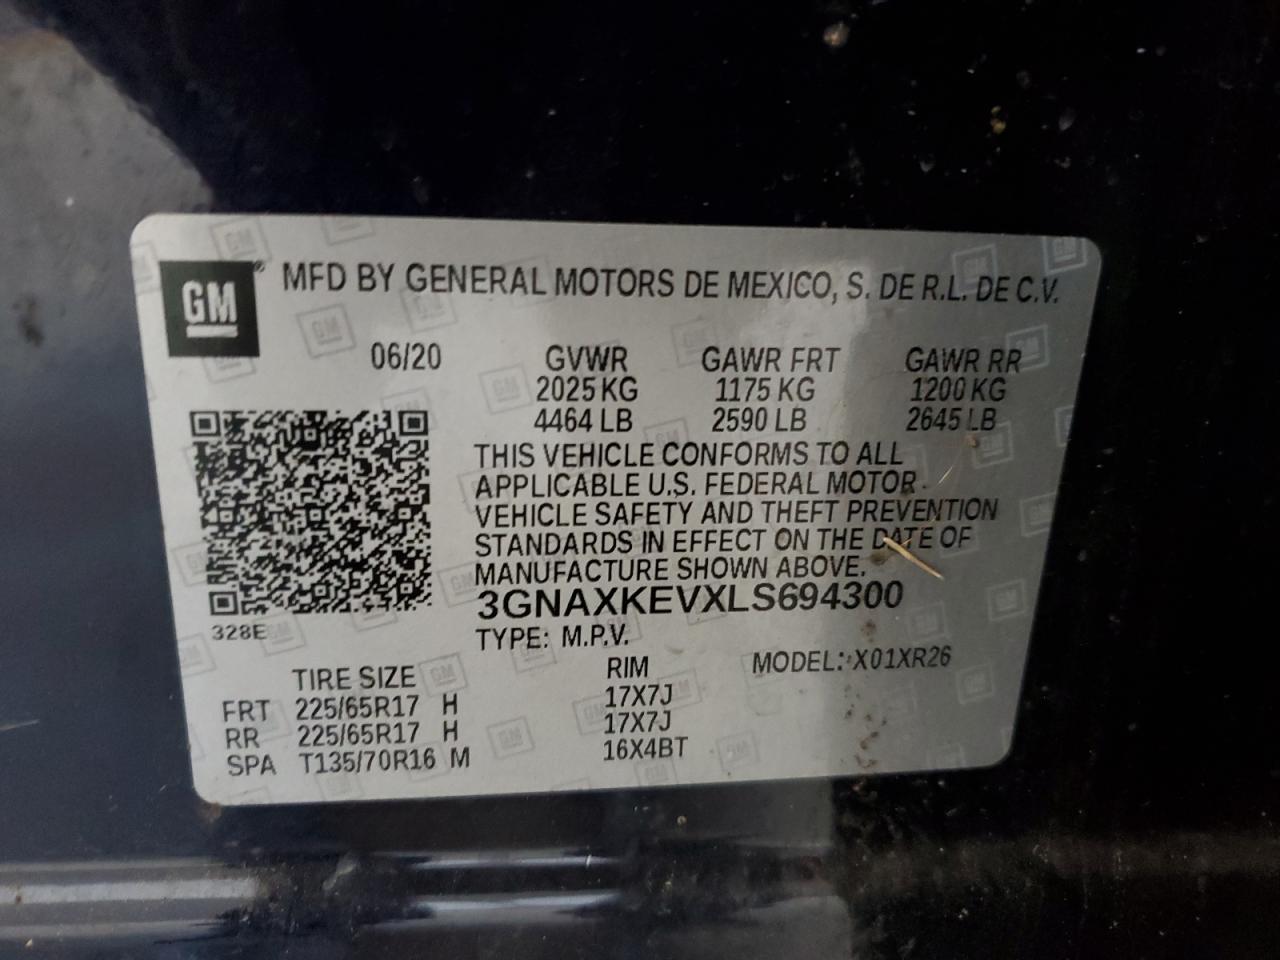 GM® MFD BY GENERAL MOTORS DE MEXICO, S. DE R.L. DE C.V.
06/20 GVWR GAWR FRT GAWR RR
2025 KG 1175 KG 1200 KG
4464 LB 2590 LB 2645 LB
THIS VEHICLE CONFORMS TO ALL
APPLICABLE U.S. FEDERAL MOTOR
VEHICLE SAFETY AND THEFT PREVENTION
STANDARDS IN EFFECT ON THE DATE OF
MANUFACTURE SHOWN ABOVE.
3GNAXKEVXLS694300
328E TYPE: M.P.V.
TIRE SIZE RIM MODEL: X01XR26
FRT 225/65R17 H 17X7J
RR 225/65R17 H 17X7J
SPA T135/70R16 M 16X4BT